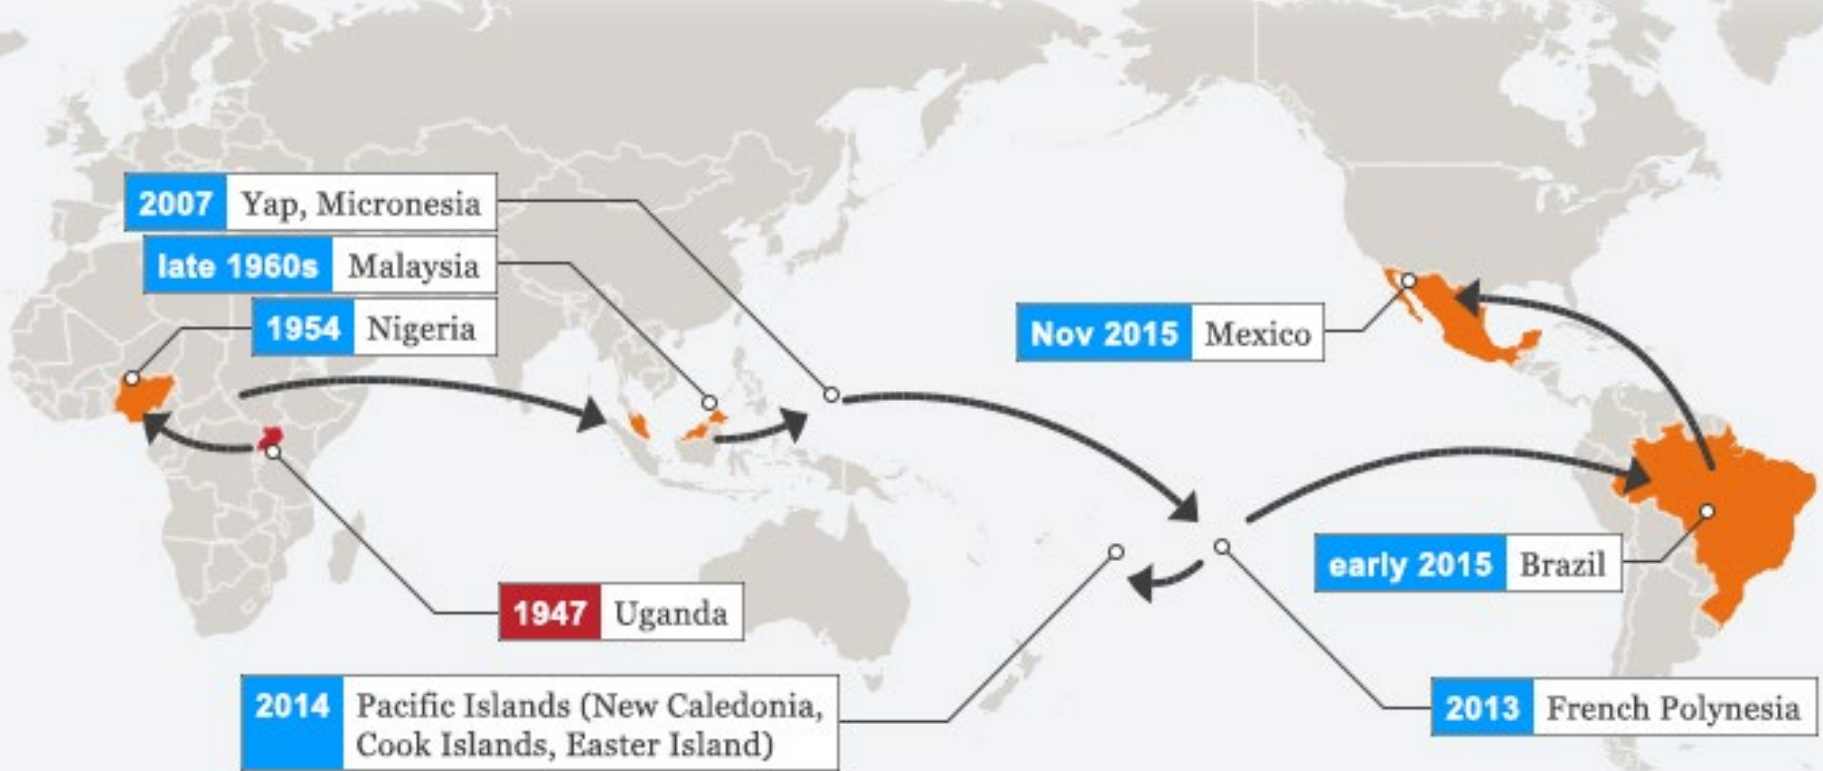 2007 Yap, Micronesia
late 1960s Malaysia
1954 Nigeria
Nov 2015 Mexico
early 2015 Brazil
1947 Uganda
2014 Pacific Islands (New Caledonia,
Cook Islands, Easter Island)
2013 French Polynesia